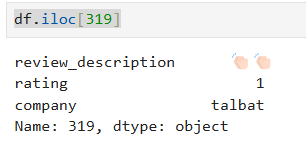 df.iloc[319]
review_description 👏🏻👏🏻
rating 1
company talbat
Name: 319, dtype: object